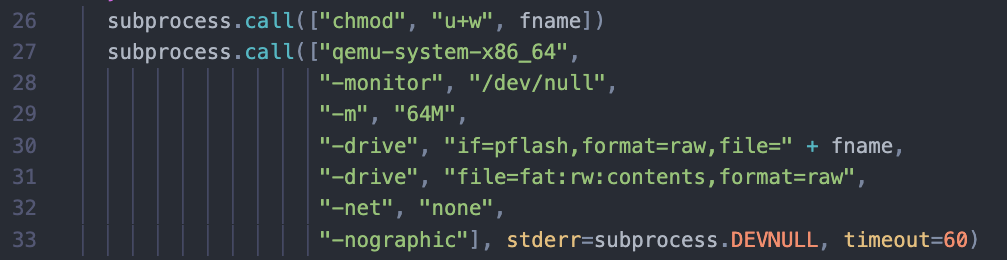 26 subprocess.call(["chmod", "u+w", fname])
27 subprocess.call(["qemu-system-x86_64",
28 "-monitor", "/dev/null",
29 "-m", "64M",
30 "-drive", "if=pflash,format=raw,file=" + fname,
31 "-drive", "file=fat:rw:contents,format=raw",
32 "-net", "none",
33 "-nographic"], stderr=subprocess.DEVNULL, timeout=60)